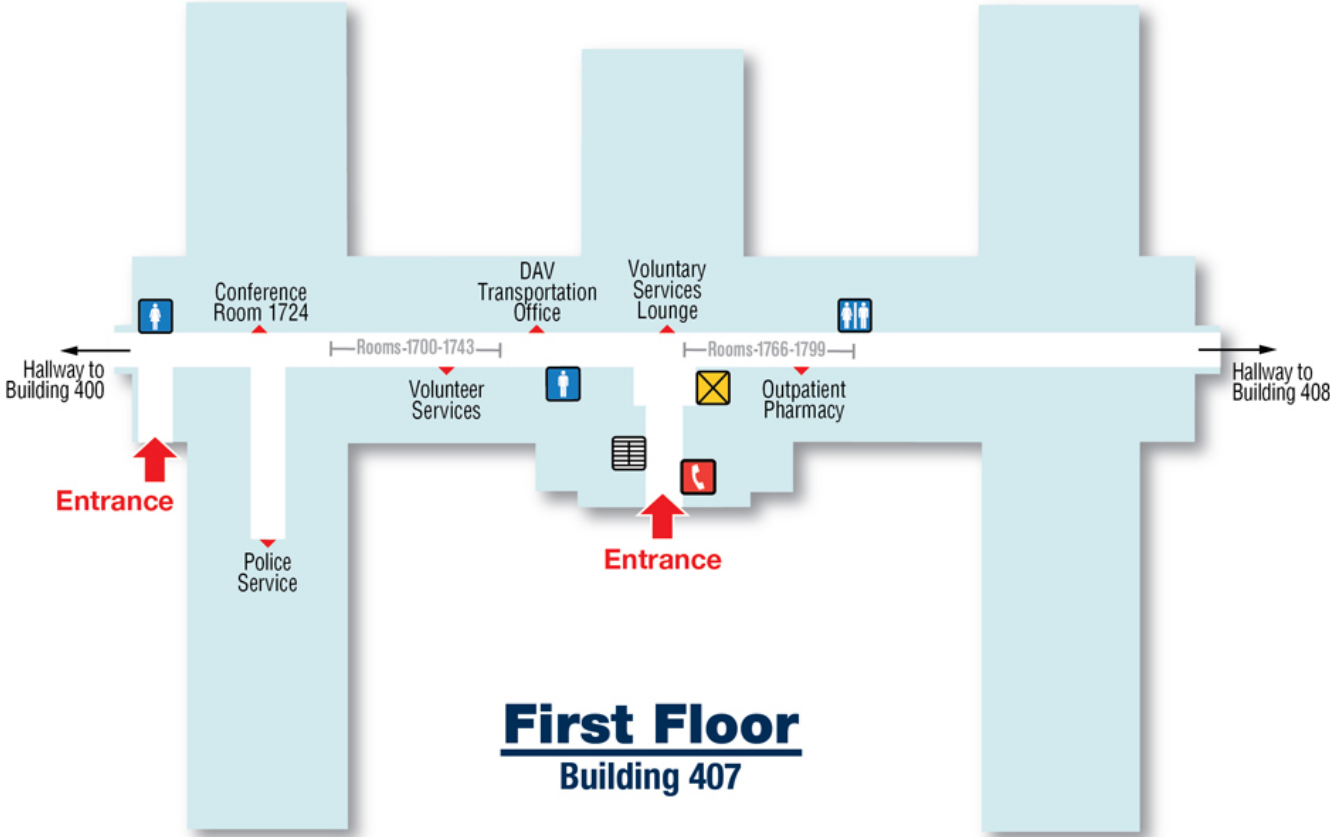 Conference
Room 1724
DAV
Transportation
Office
Voluntary
Services
Lounge
Hallway to
Building 400
Rooms-1700-1743
Rooms-1766-1799
Hallway to
Building 408
Volunteer
Services
Outpatient
Pharmacy
Entrance
Entrance
Police
Service
First Floor
Building 407